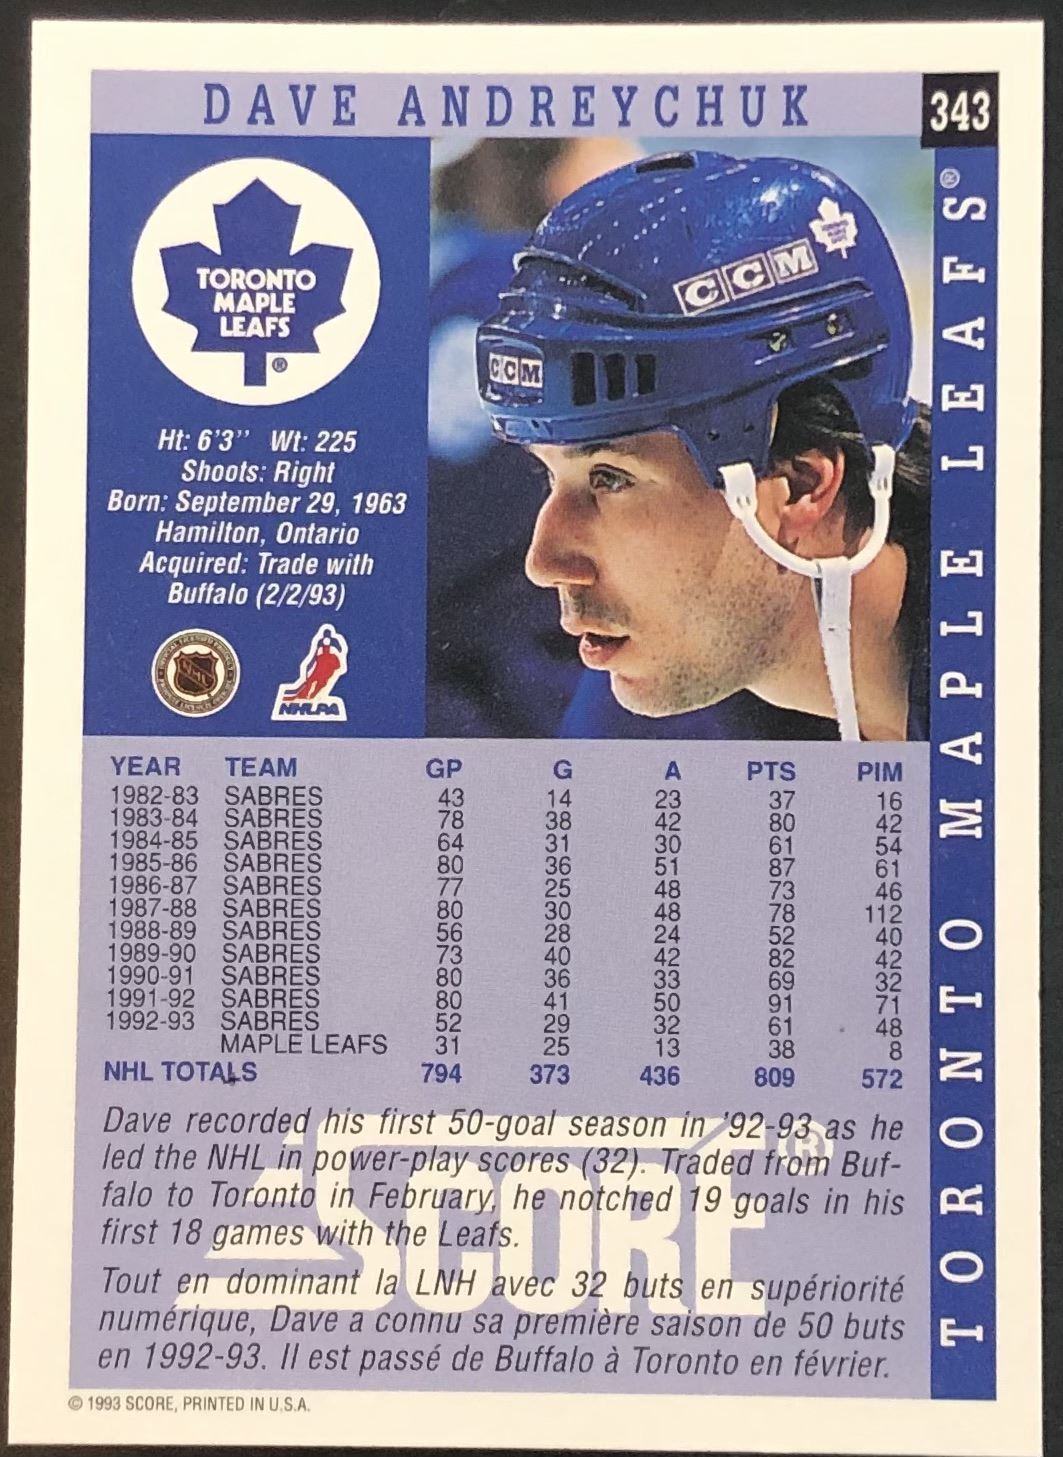 DAVE ANDREYCHUK
343
TORONTO
MAPLE
LEAFS
®
CCM
CCM
Ht: 6'3" Wt: 225
Shoots: Right
Born: September 29, 1963
Hamilton, Ontario
Acquired: Trade with
Buffalo (2/2/93)
NHL
NHLPA
TORONTO MAPLE LEAFS®
YEAR TEAM GP G A PTS PIM
1982-83 SABRES 43 14 23 37 16
1983-84 SABRES 78 38 42 80 42
1984-85 SABRES 64 31 30 61 54
1985-86 SABRES 80 36 51 87 61
1986-87 SABRES 77 25 48 73 46
1987-88 SABRES 80 30 48 78 112
1988-89 SABRES 56 28 24 52 40
1989-90 SABRES 73 40 42 82 42
1990-91 SABRES 80 36 33 69 32
1991-92 SABRES 80 41 50 91 71
1992-93 SABRES 52 29 32 61 48
MAPLE LEAFS 31 25 13 38 8
NHL TOTALS 794 373 436 809 572
Dave recorded his first 50-goal season in '92-93 as he
led the NHL in power-play scores (32). Traded from Buf-
falo to Toronto in February, he notched 19 goals in his
first 18 games with the Leafs.
SCORE®
Tout en dominant la LNH avec 32 buts en supériorité
numérique, Dave a connu sa première saison de 50 buts
en 1992-93. Il est passé de Buffalo à Toronto en février.
© 1993 SCORE, PRINTED IN U.S.A.